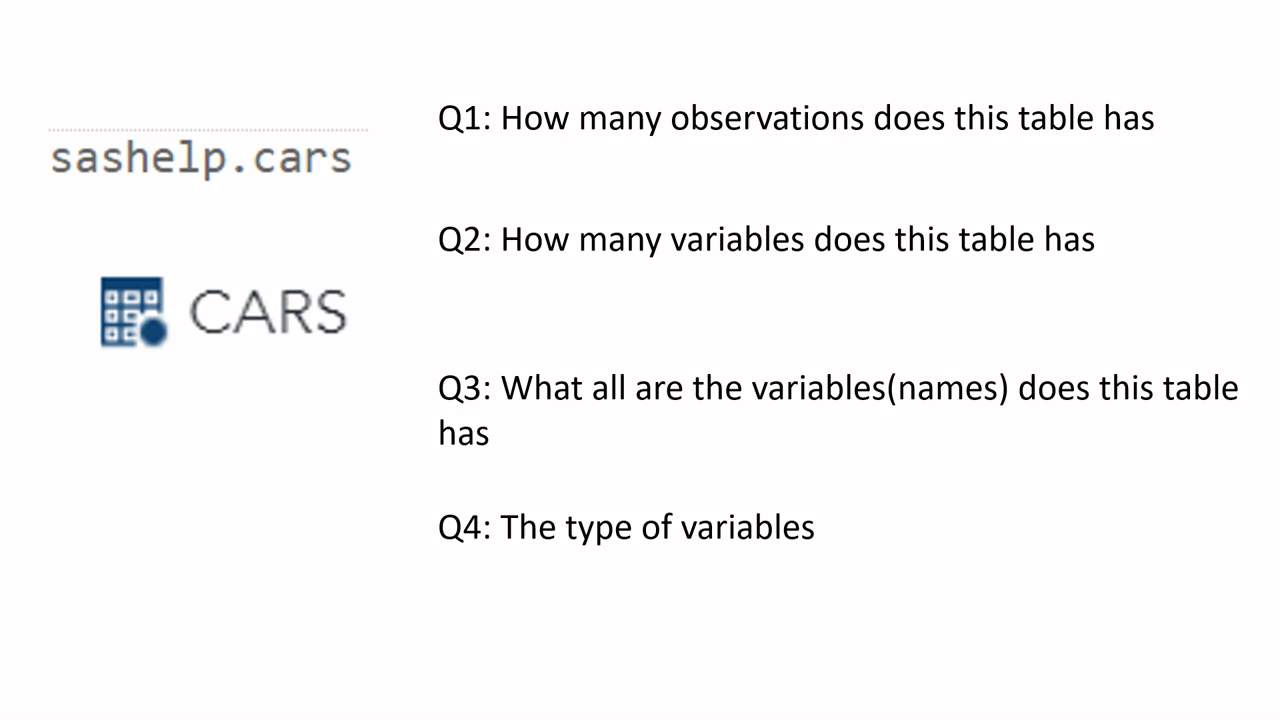 sashelp.cars
CARS
Q1: How many observations does this table has
Q2: How many variables does this table has
Q3: What all are the variables(names) does this table
has
Q4: The type of variables